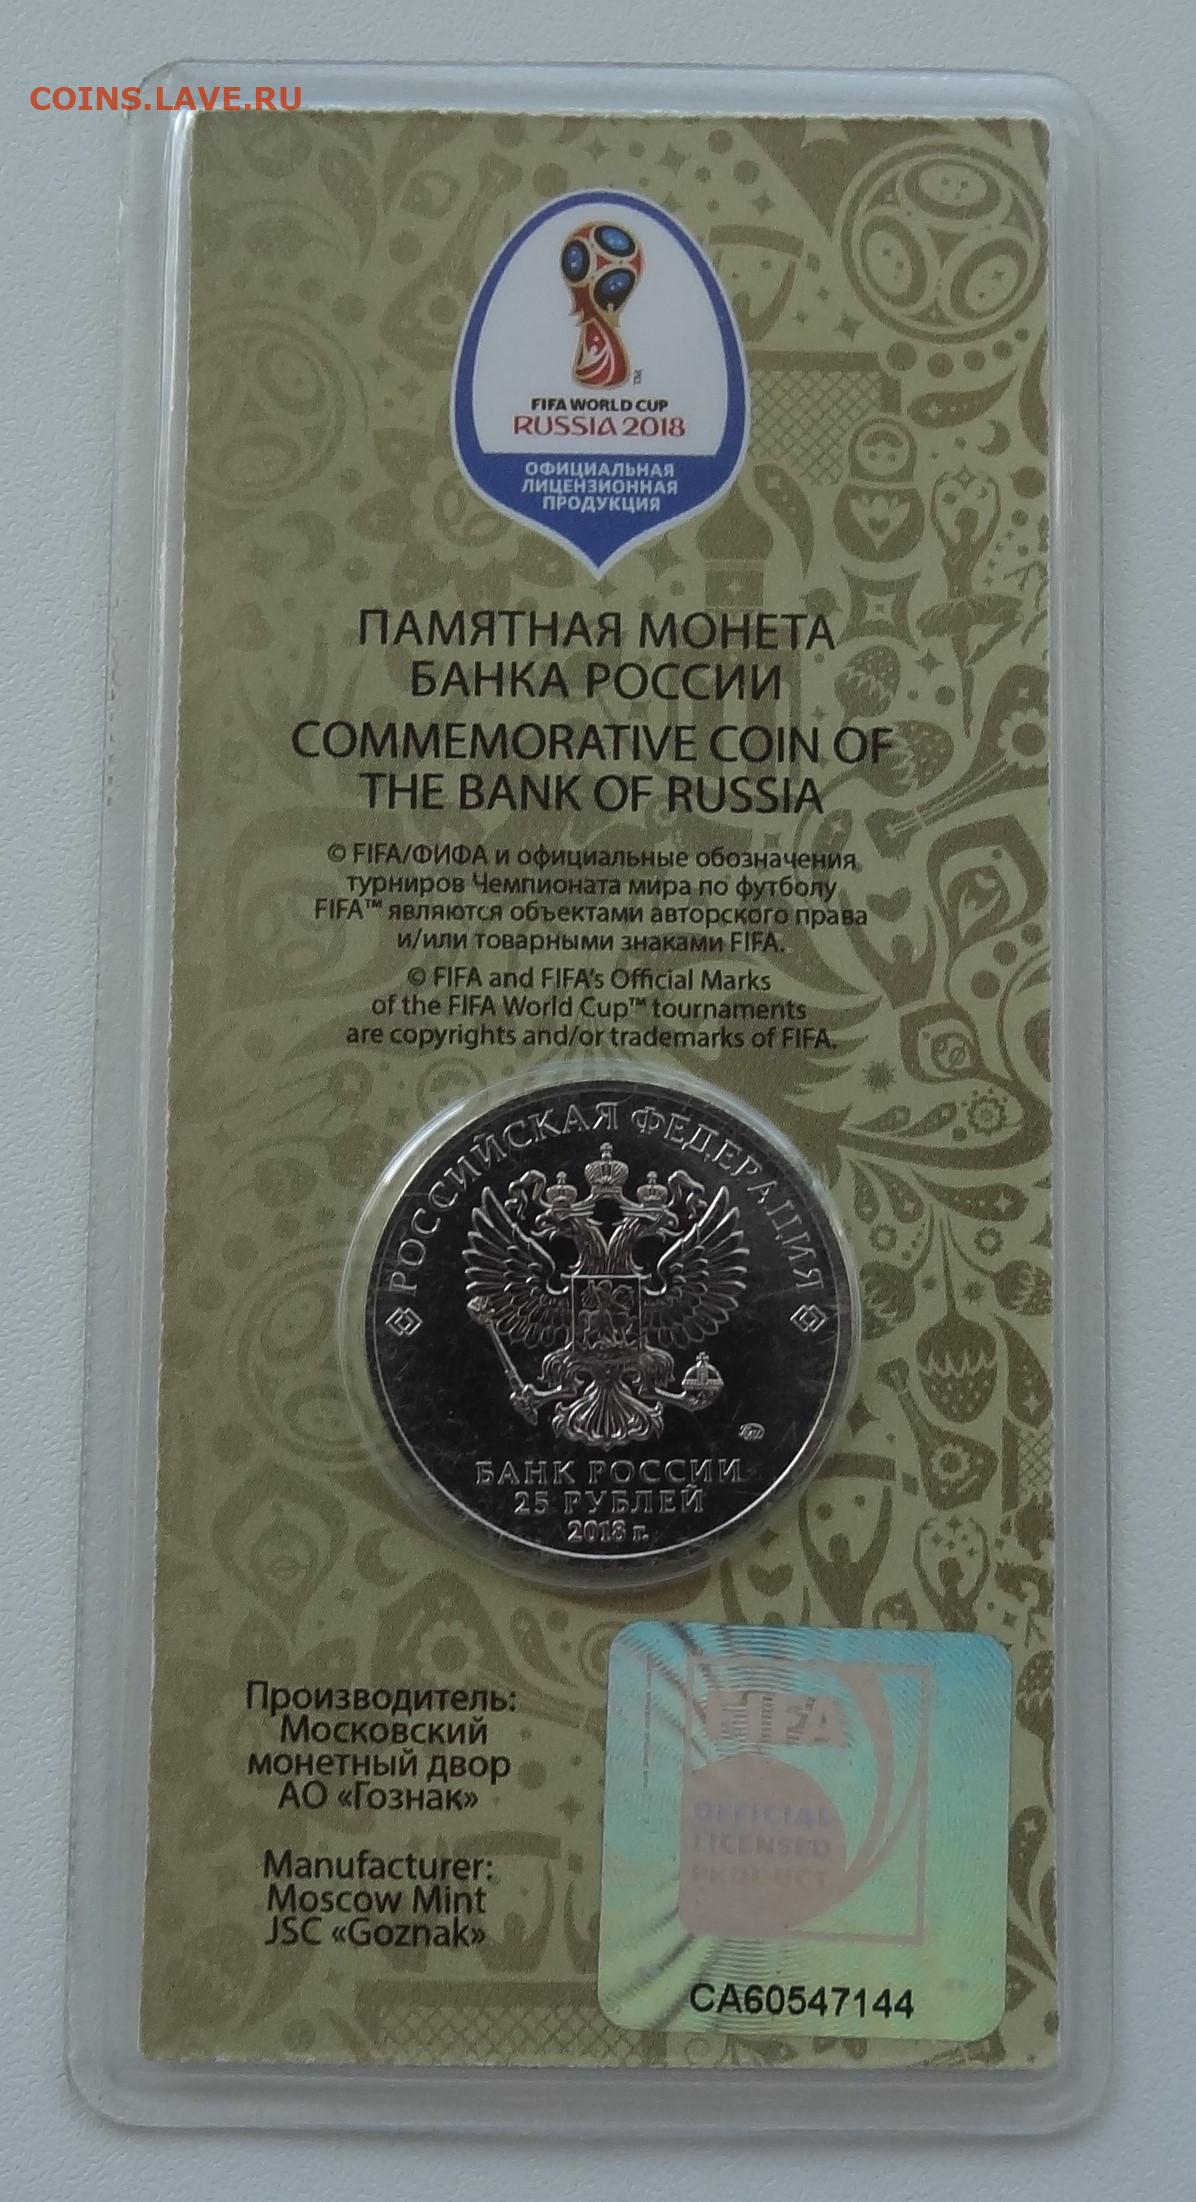 COINS.LAVE.RU
FIFA WORLD CUP
RUSSIA 2018
ОФИЦИАЛЬНАЯ
ЛИЦЕНЗИОННАЯ
ПРОДУКЦИЯ
ПАМЯТНАЯ МОНЕТА
БАНКА РОССИИ
COMMEMORATIVE COIN OF
THE BANK OF RUSSIA
© FIFA/ФИФА и официальные обозначения
турниров Чемпионата мира по футболу
FIFA™ являются объектами авторского права
и/или товарными знаками FIFA.
© FIFA and FIFA's Official Marks
of the FIFA World Cup™ tournaments
are copyrights and/or trademarks of FIFA.
РОССИЙСКАЯ ФЕДЕРАЦИЯ
БАНК РОССИИ
25 РУБЛЕЙ
2018 г.
Производитель:
Московский
монетный двор
АО «Гознак»
Manufacturer:
Moscow Mint
JSC «Goznak»
FIFA
OFFICIAL
LICENSED
PRODUCT
CA60547144